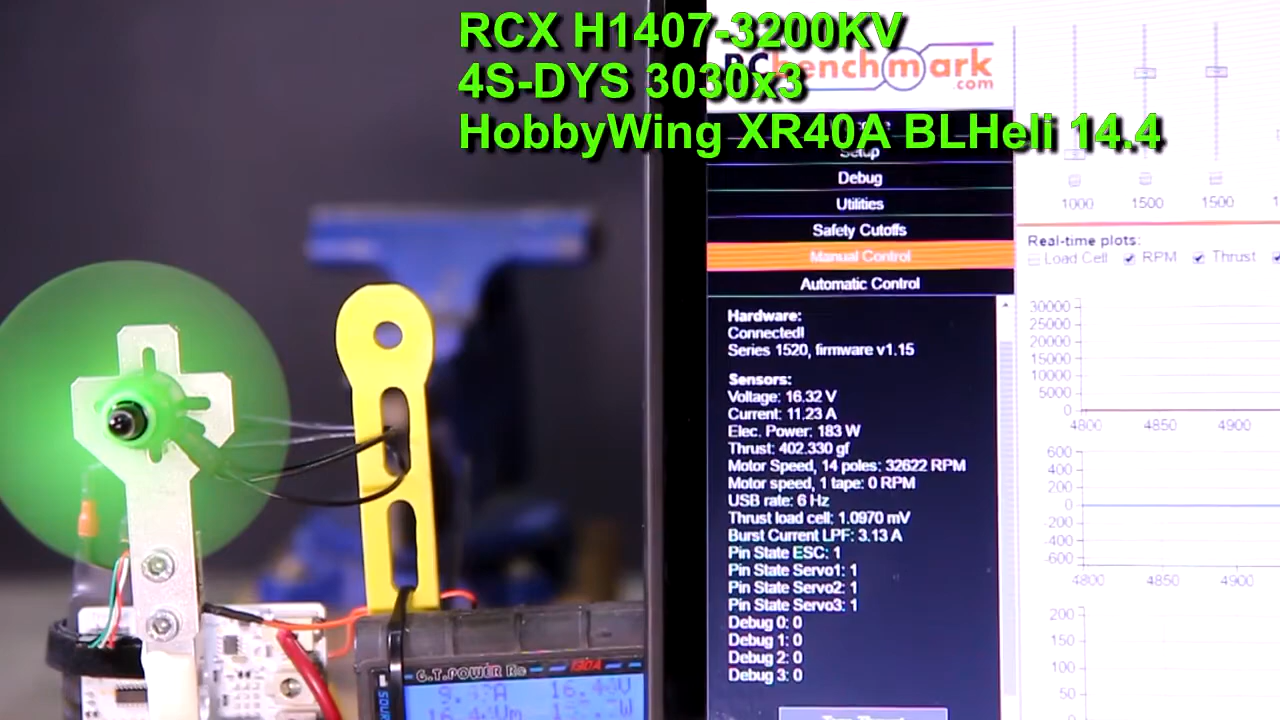 RCX H1407-3200KV
4S-DYS 3030x3
HobbyWing XR40A BLHeli 14.4
RCbenchmark
.com
Setup
Debug
Utilities
Safety Cutoffs
Manual Control
Automatic Control
Hardware:
Connected!
Series 1520, firmware v1.15
Sensors:
Voltage: 16.32 V
Current: 11.23 A
Elec. Power: 183 W
Thrust: 402.330 gf
Motor Speed, 14 poles: 32622 RPM
Motor speed, 1 tape: 0 RPM
USB rate: 6 Hz
Thrust load cell: 1.0970 mV
Burst Current LPF: 3.13 A
Pin State ESC: 1
Pin State Servo1: 1
Pin State Servo2: 1
Pin State Servo3: 1
Debug 0: 0
Debug 1: 0
Debug 2: 0
Debug 3: 0
1000 1500 1500
Real-time plots:
Load Cell RPM Thrust
30000
25000
20000
15000
10000
5000
0
4800 4850 4900
600
400
200
0
-200
-400
-600
4800 4850 4900
200
150
100
50
G.T.POWER RC 150A